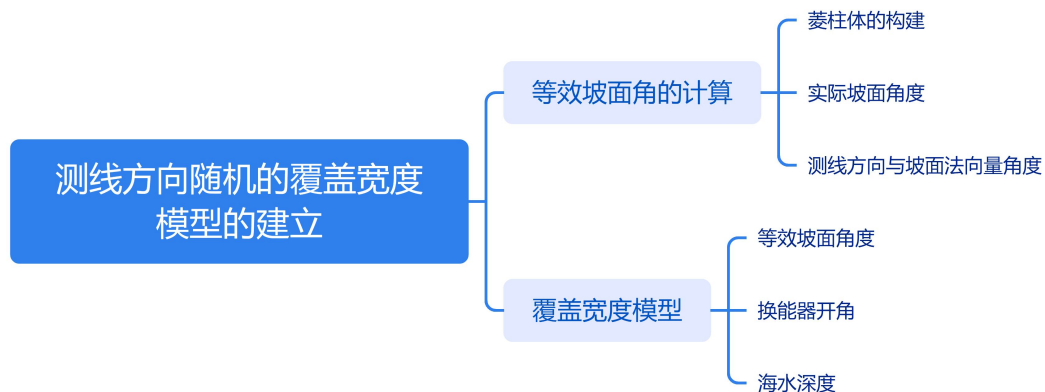 测线方向随机的覆盖宽度
模型的建立
等效坡面角的计算
菱柱体的构建
实际坡面角度
测线方向与坡面法向量角度
覆盖宽度模型
等效坡面角度
换能器开角
海水深度